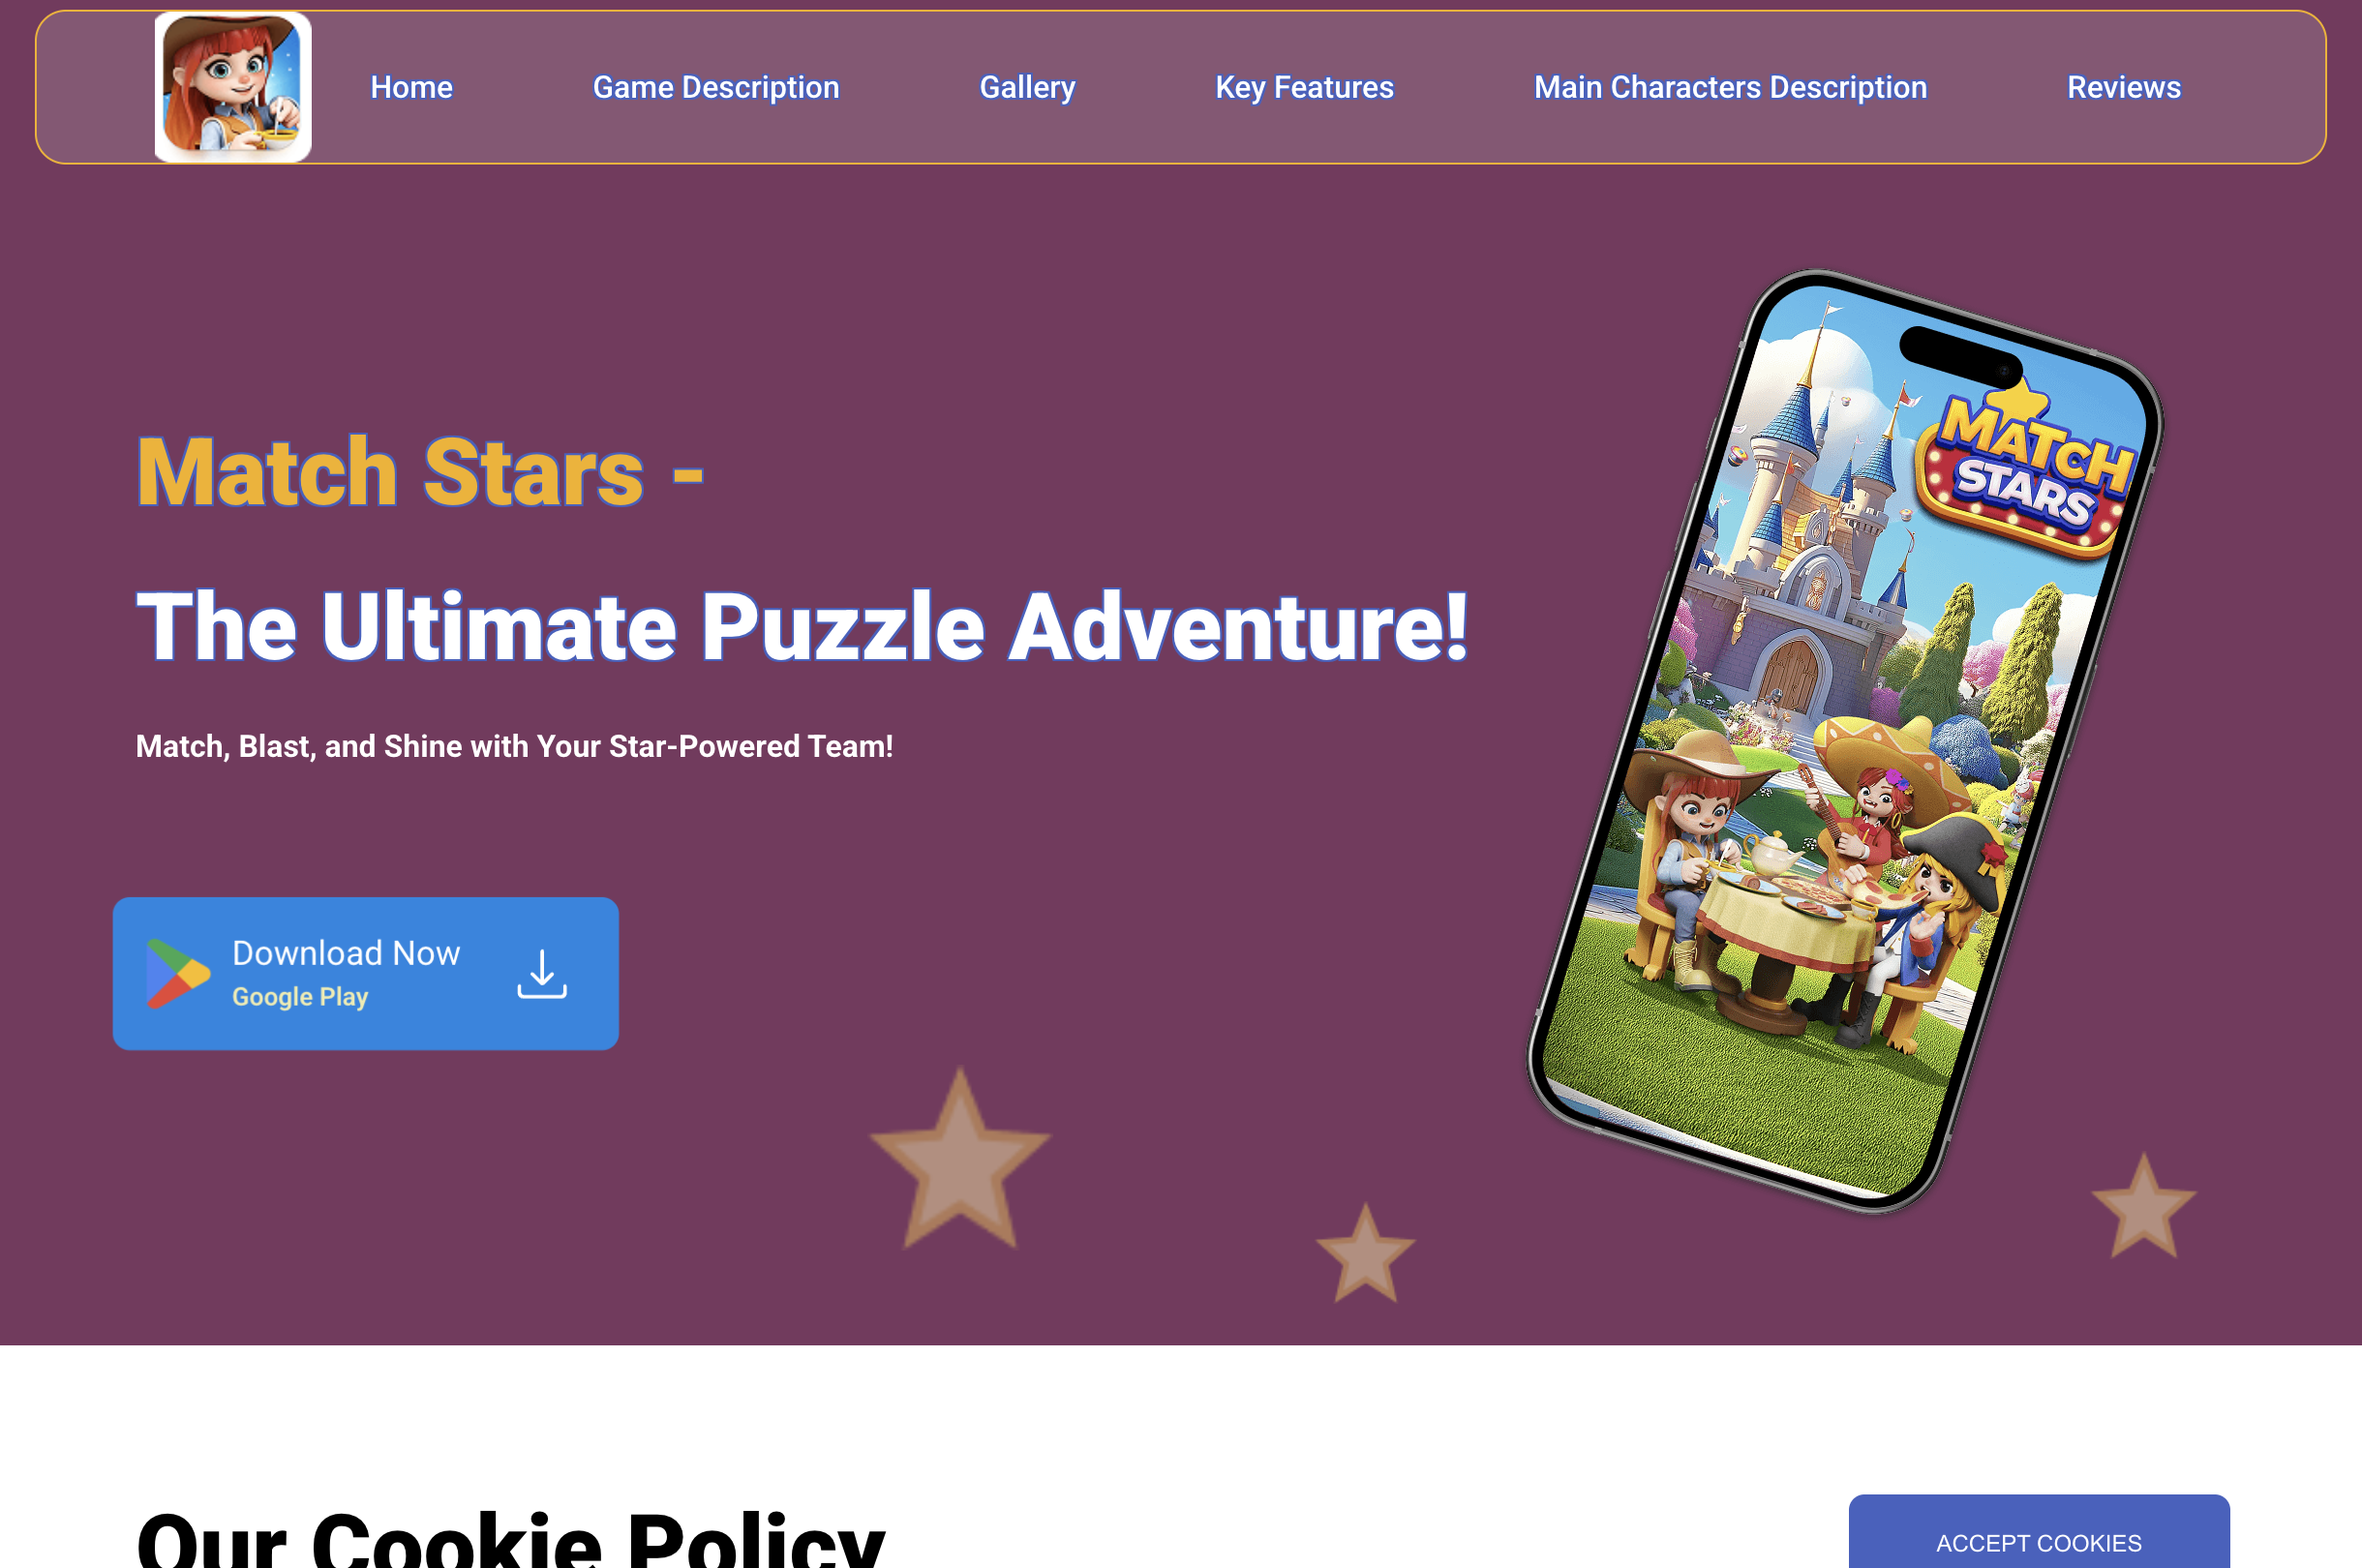 Home
Game Description
Gallery
Key Features
Main Characters Description
Reviews
Match Stars -
The Ultimate Puzzle Adventure!
Match, Blast, and Shine with Your Star-Powered Team!
Download Now
Google Play
MATCH
STARS
Our Cookie Policy
ACCEPT COOKIES